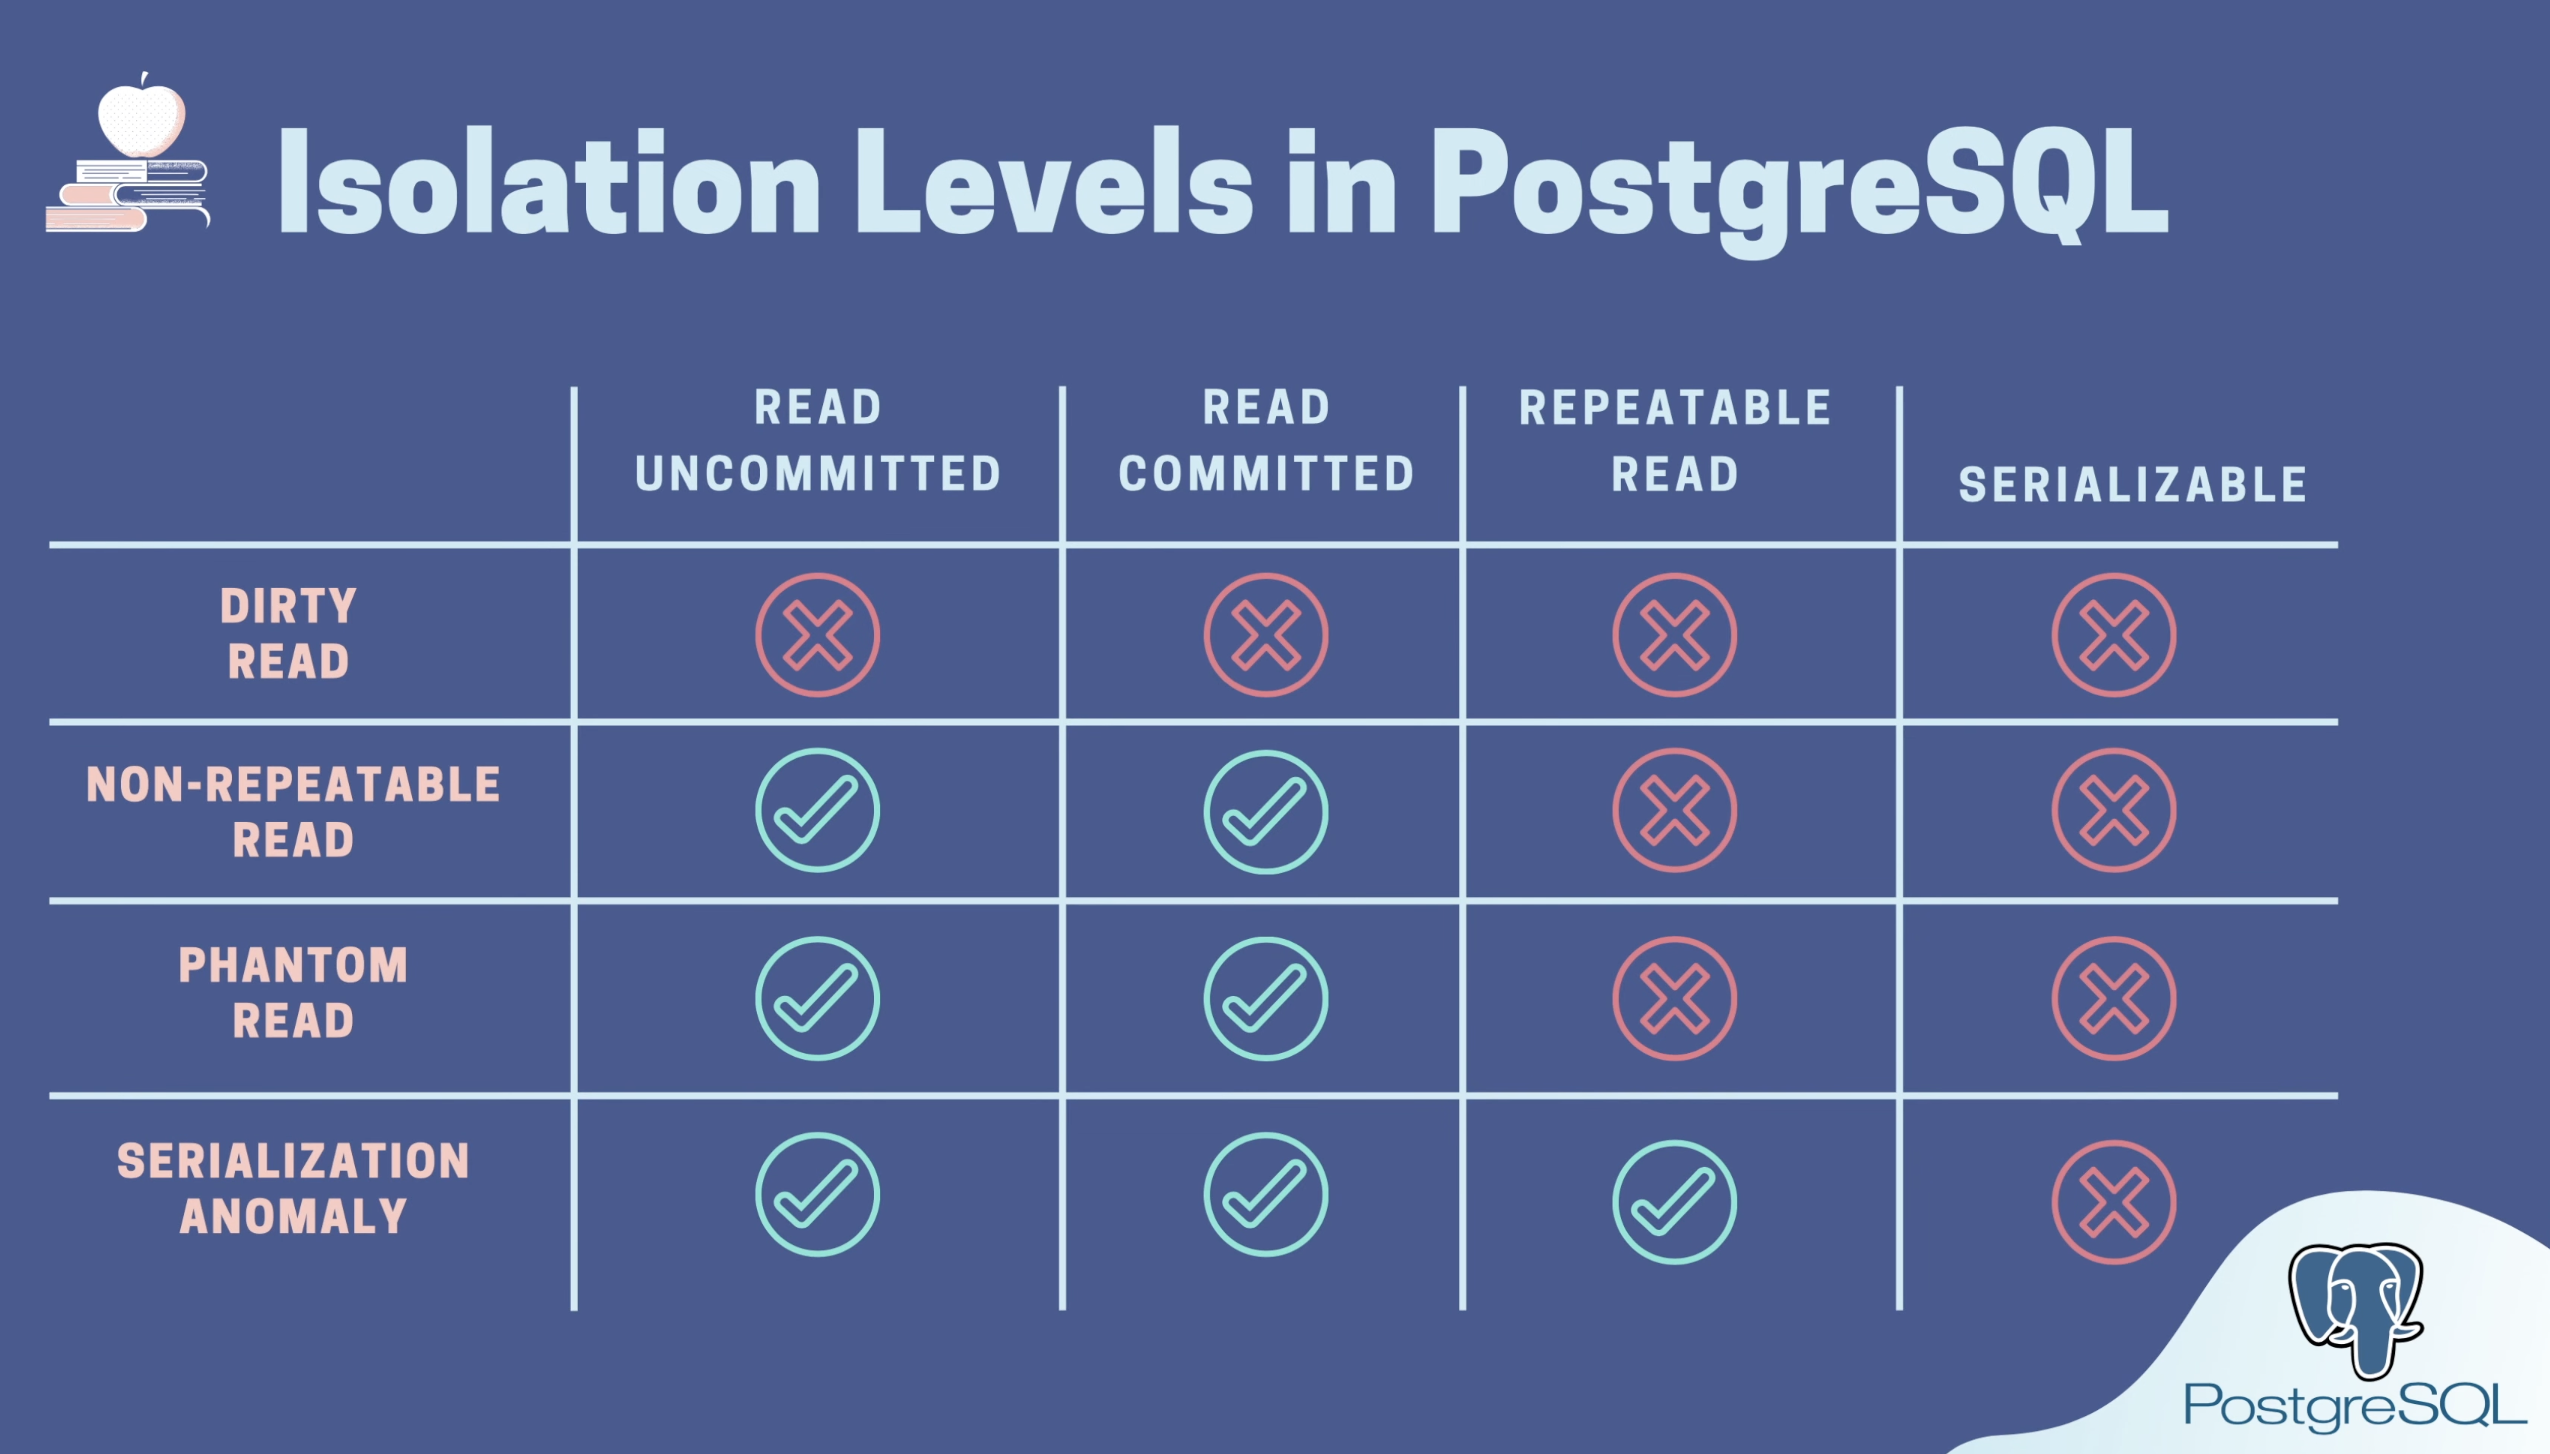 Isolation Levels in PostgreSQL
READ
UNCOMMITTED
READ
COMMITTED
REPEATABLE
READ
SERIALIZABLE
DIRTY
READ
NON-REPEATABLE
READ
PHANTOM
READ
SERIALIZATION
ANOMALY
PostgreSQL